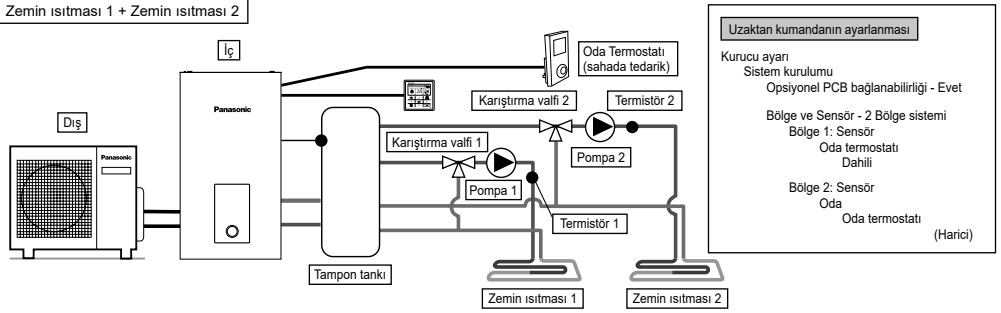 Zemin ısıtması 1 + Zemin ısıtması 2
İç
Panasonic
Dış
Panasonic
Oda Termostatı
(sahada tedarik)
Karıştırma valfi 2
Termistör 2
Karıştırma valfi 1
Pompa 2
Pompa 1
Termistör 1
Tampon tankı
Zemin ısıtması 1
Zemin ısıtması 2
Uzaktan kumandanın ayarlanması
Kurucu ayarı
Sistem kurulumu
Opsiyonel PCB bağlanabilirliği - Evet
Bölge ve Sensör - 2 Bölge sistemi
Bölge 1: Sensör
Oda termostatı
Dahili
Bölge 2: Sensör
Oda
Oda termostatı
(Harici)